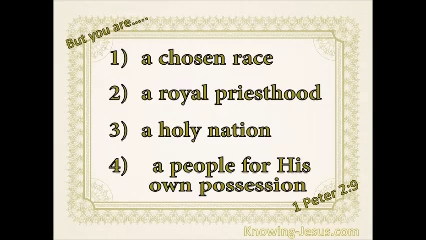 But you are.....
1) a chosen race
2) a royal priesthood
3) a holy nation
4) a people for His
own possession
1 Peter 2:9
Knowing-Jesus.com